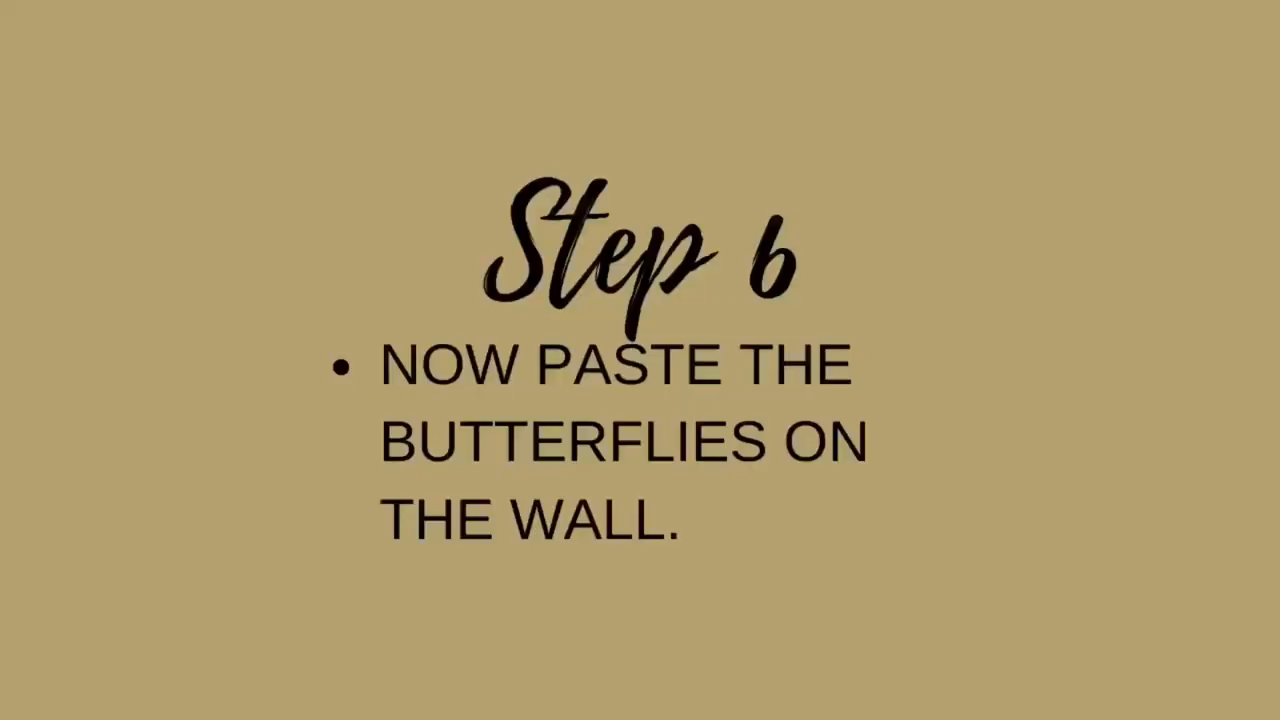 Step 6
• NOW PASTE THE
BUTTERFLIES ON
THE WALL.